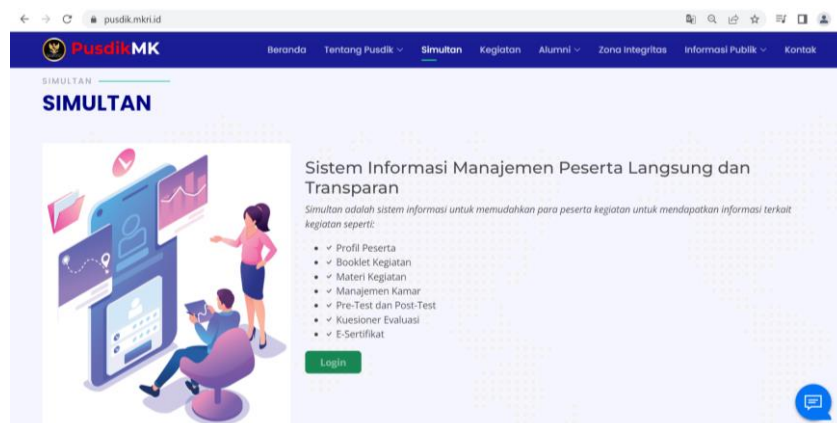 pusdik.mkri.id
PusdikMK
Beranda Tentang Pusdik Simultan Kegiatan Alumni Zona Integritas Informasi Publik Kontak
SIMULTAN
SIMULTAN
Sistem Informasi Manajemen Peserta Langsung dan
Transparan
Simultan adalah sistem informasi untuk memudahkan para peserta kegiatan untuk mendapatkan informasi terkait
kegiatan seperti:
Profil Peserta
Booklet Kegiatan
Materi Kegiatan
Manajemen Kamar
Pre-Test dan Post-Test
Kuesioner Evaluasi
E-Sertifikat
Login